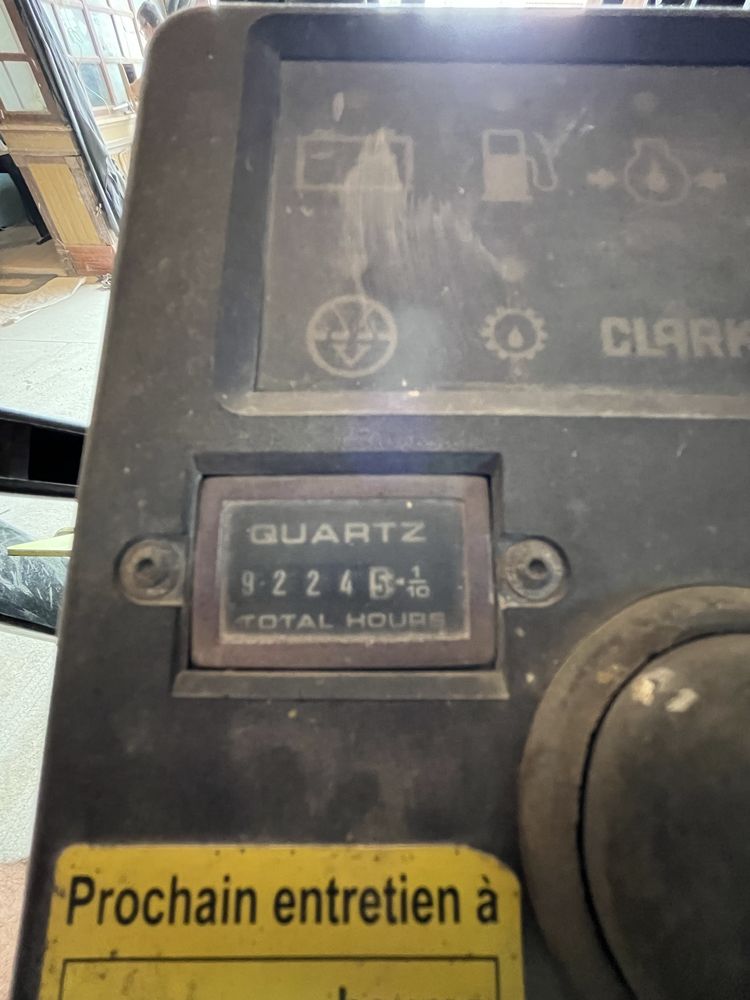 CLARK
QUARTZ
9 2 2 4 5 1/10
TOTAL HOURS
Prochain entretien à